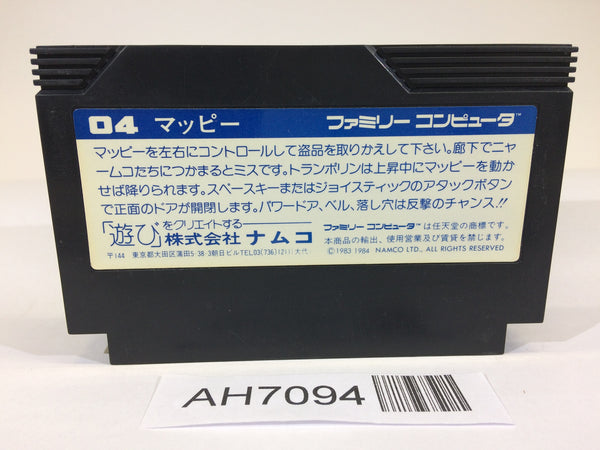 04 マッピー ファミリー コンピュータ™
マッピーを左右にコントロールして盗品を取りかえして下さい。廊下でニャ
ームコたちにつかまるとミスです。トランポリンは上昇中にマッピーを動か
せば降りられます。スペースキーまたはジョイスティックのアタックボタン
で正面のドアが開閉します。パワードア、ベル、落し穴は反撃のチャンス!!
「遊び」をクリエイトする 株式会社 ナムコ
〒144 東京都大田区蒲田5-38-3朝日ビルTEL03(736)1211(大代)
ファミリー コンピュータ™ は任天堂の商標です。
本商品の輸出、使用営業及び賃貸を禁じます。
©1983 1984 NAMCO LTD., ALL RIGHTS RESERVED
AH7094